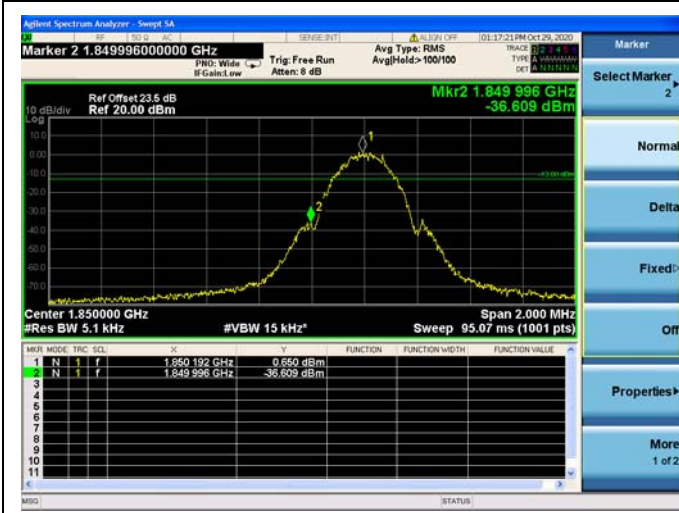 Agilent Spectrum Analyzer - Swept SA
RF 50 Ω AC SENSE:INT ALIGN OFF 01:17:21 PM Oct 29, 2020
Marker 2 1.849996000000 GHz
PNO: Wide
IFGain:Low
Trig: Free Run
Atten: 8 dB
Avg Type: RMS
Avg|Hold:>100/100
TRACE 1 2 3 4 5 6
TYPE A
DET A N N N N N
Ref Offset 23.5 dB
10 dB/div Ref 20.00 dBm
Log
Mkr2 1.849 996 GHz
-36.609 dBm
10.0
0.00
-10.0
-20.0
-30.0
-40.0
-50.0
-60.0
-70.0
-13.00 dBm
1
2
Center 1.850000 GHz Span 2.000 MHz
#Res BW 5.1 kHz #VBW 15 kHz* Sweep 95.07 ms (1001 pts)
MKR MODE TRC SCL X Y FUNCTION FUNCTION WIDTH FUNCTION VALUE
1 N 1 f 1.850 192 GHz 0.650 dBm
2 N 1 f 1.849 996 GHz -36.609 dBm
3
4
5
6
7
8
9
10
11
MSG STATUS
Marker
Select Marker
2
Normal
Delta
Fixed
Off
Properties
More
1 of 2